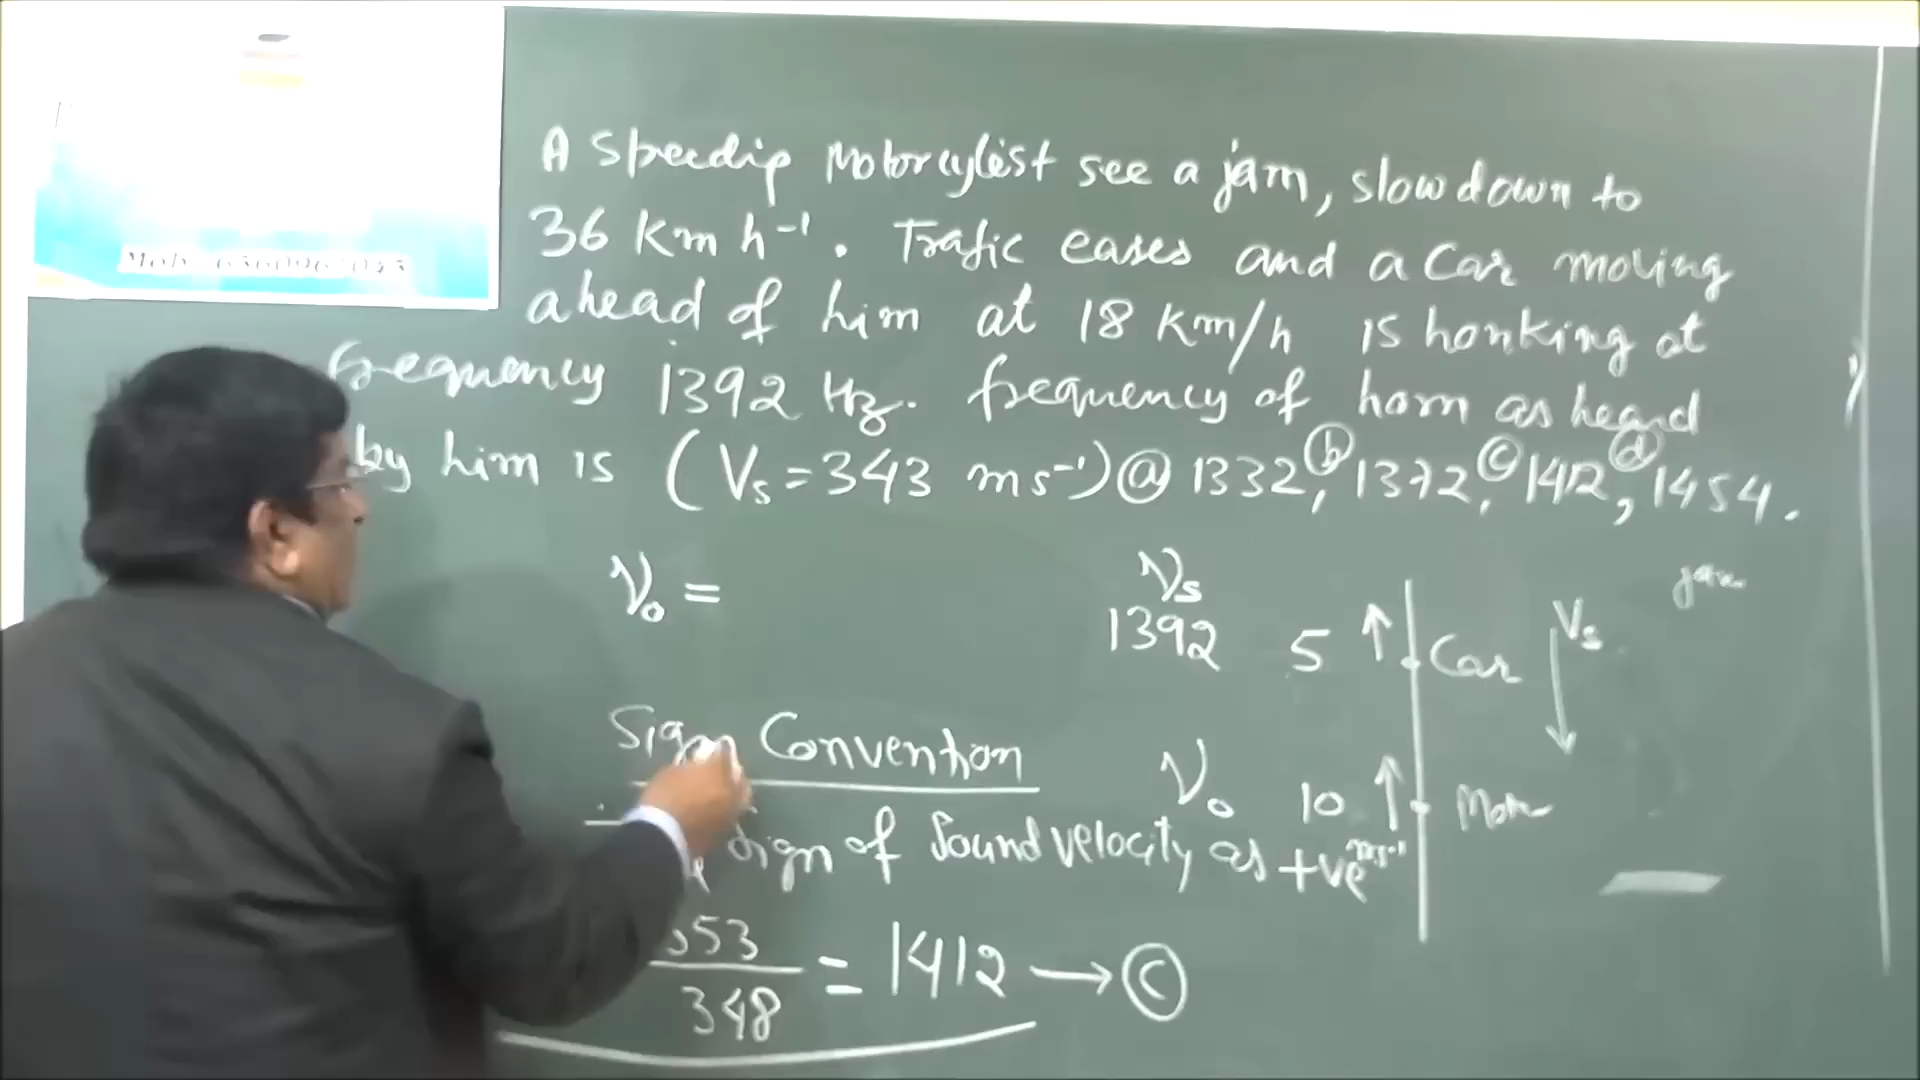 A Speedip Motorcylist see a jam, slow down to
36 Km h⁻¹. Trafic eases and a Car moving
ahead of him at 18 Km/h is honking at
frequency 1392 Hz. frequency of horn as heard
by him is (Vs = 343 ms⁻¹) ⓐ 1332, ⓑ 1372, ⓒ 1412, ⓓ 1454.
ν₀ =
νs
1392 5 ↑ Car Vs ↓
Sign Convention
ν₀ 10 ↑
sign of Sound velocity as +ve ms⁻¹
353
348
= 1412 → ⓒ